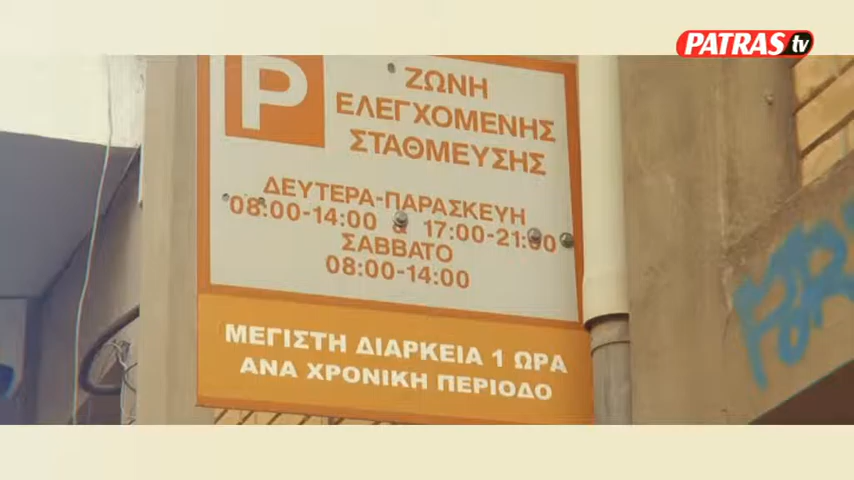 PATRAS tv
P
ΖΩΝΗ
ΕΛΕΓΧΟΜΕΝΗΣ
ΣΤΑΘΜΕΥΣΗΣ
ΔΕΥΤΕΡΑ-ΠΑΡΑΣΚΕΥΗ
08:00-14:00 & 17:00-21:00
ΣΑΒΒΑΤΟ
08:00-14:00
ΜΕΓΙΣΤΗ ΔΙΑΡΚΕΙΑ 1 ΩΡΑ
ΑΝΑ ΧΡΟΝΙΚΗ ΠΕΡΙΟΔΟ